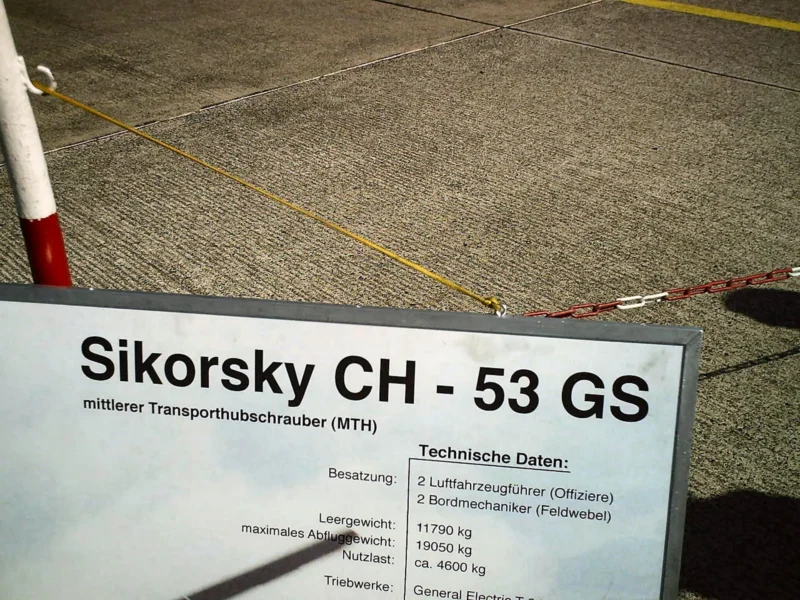 Sikorsky CH - 53 GS
mittlerer Transporthubschrauber (MTH)
Technische Daten:
Besatzung: 2 Luftfahrzeugführer (Offiziere)
2 Bordmechaniker (Feldwebel)
Leergewicht: 11790 kg
maximales Abfluggewicht: 19050 kg
Nutzlast: ca. 4600 kg
Triebwerke: General Electric T